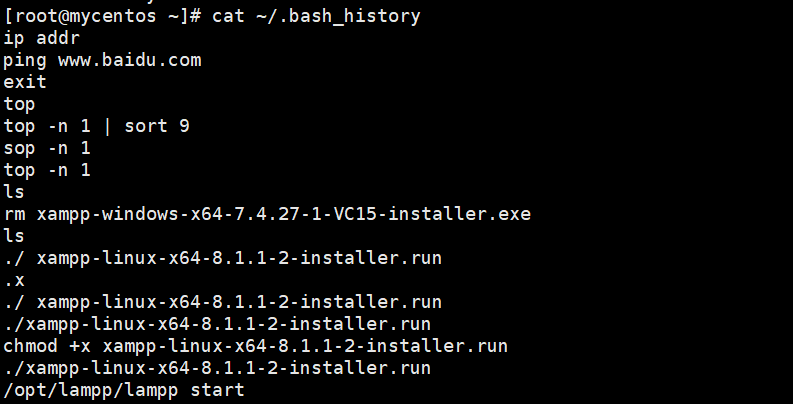 [root@mycentos ~]# cat ~/.bash_history
ip addr
ping www.baidu.com
exit
top
top -n 1 | sort 9
sop -n 1
top -n 1
ls
rm xampp-windows-x64-7.4.27-1-VC15-installer.exe
ls
./ xampp-linux-x64-8.1.1-2-installer.run
.x
./ xampp-linux-x64-8.1.1-2-installer.run
./xampp-linux-x64-8.1.1-2-installer.run
chmod +x xampp-linux-x64-8.1.1-2-installer.run
./xampp-linux-x64-8.1.1-2-installer.run
/opt/lampp/lampp start